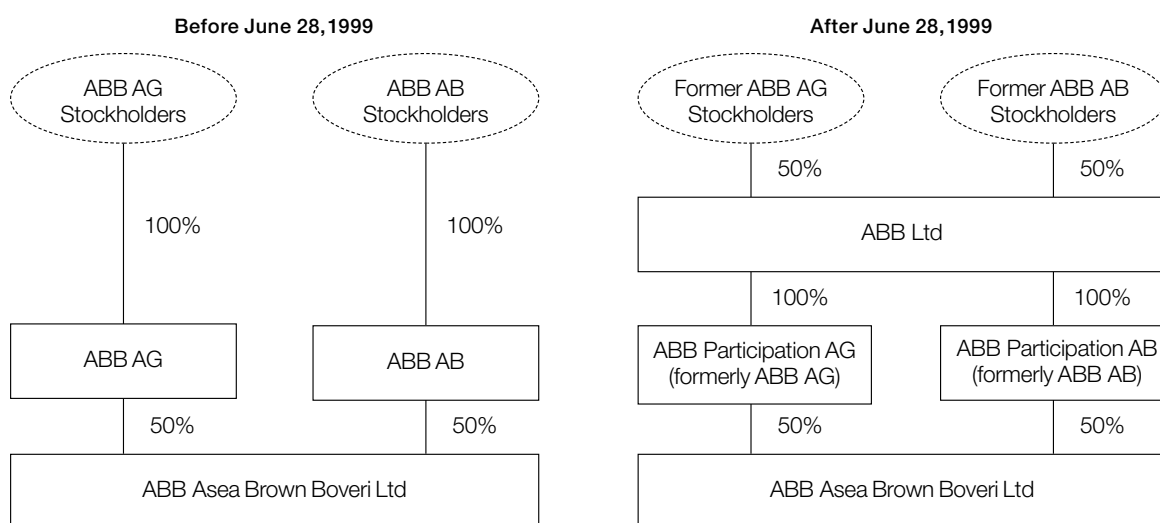 Before June 28, 1999
ABB AG
Stockholders
ABB AB
Stockholders
100%
100%
ABB AG
ABB AB
50%
50%
ABB Asea Brown Boveri Ltd
After June 28, 1999
Former ABB AG
Stockholders
Former ABB AB
Stockholders
50%
50%
ABB Ltd
100%
100%
ABB Participation AG
(formerly ABB AG)
ABB Participation AB
(formerly ABB AB)
50%
50%
ABB Asea Brown Boveri Ltd